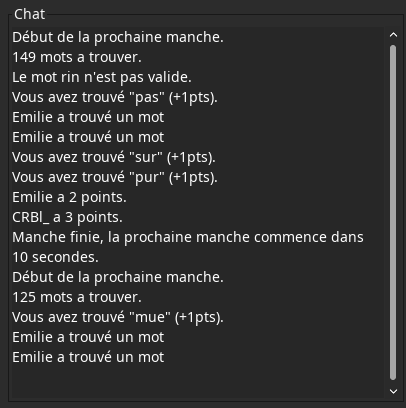 Chat
Début de la prochaine manche.
149 mots a trouver.
Le mot rin n'est pas valide.
Vous avez trouvé "pas" (+1pts).
Emilie a trouvé un mot
Emilie a trouvé un mot
Vous avez trouvé "sur" (+1pts).
Vous avez trouvé "pur" (+1pts).
Emilie a 2 points.
CRBl_ a 3 points.
Manche finie, la prochaine manche commence dans
10 secondes.
Début de la prochaine manche.
125 mots a trouver.
Vous avez trouvé "mue" (+1pts).
Emilie a trouvé un mot
Emilie a trouvé un mot